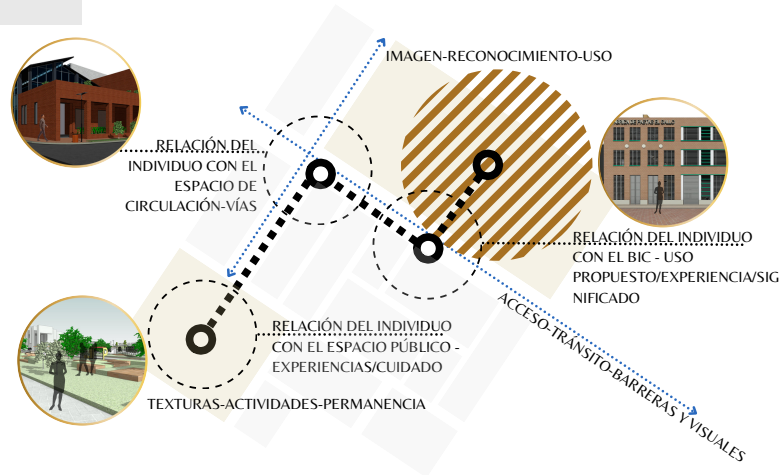 IMAGEN-RECONOCIMIENTO-USO
RELACIÓN DEL
INDIVIDUO CON EL
ESPACIO DE
CIRCULACIÓN-VÍAS
RELACIÓN DEL INDIVIDUO
CON EL BIC - USO
PROPUESTO/EXPERIENCIA/SIG
NIFICADO
ACCESO-TRÁNSITO-BARRERAS Y VISUALES
RELACIÓN DEL INDIVIDUO
CON EL ESPACIO PÚBLICO -
EXPERIENCIAS/CUIDADO
TEXTURAS-ACTIVIDADES-PERMANENCIA